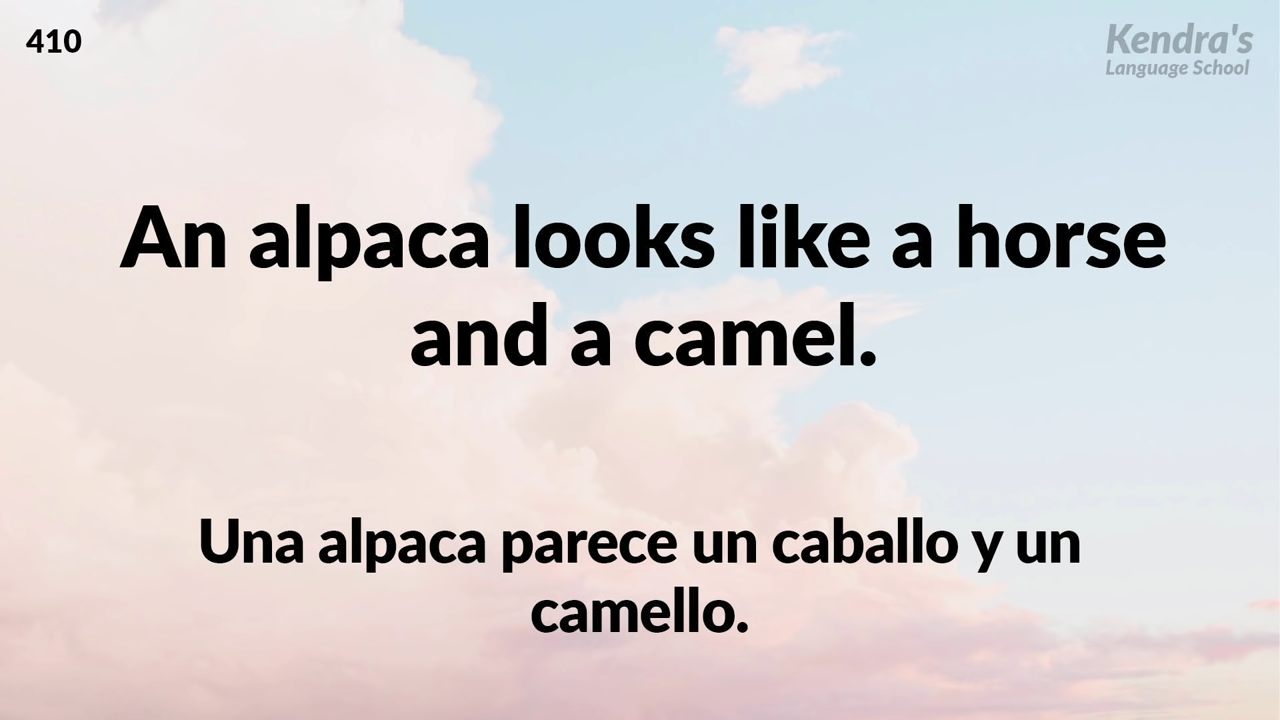 410
Kendra's
Language School
An alpaca looks like a horse
and a camel.
Una alpaca parece un caballo y un
camello.